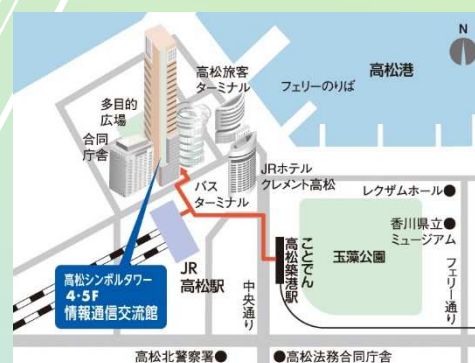 N
高松港
高松旅客
ターミナル
フェリーのりば
多目的
広場
合同
庁舎
JRホテル
クレメント高松
バス
ターミナル
レクザムホール
香川県立
ミュージアム
玉藻公園
ことでん
高松築港駅
JR
高松駅
中央通り
フェリー通り
高松シンボルタワー
4・5F
情報通信交流館
高松北警察署
高松法務合同庁舎